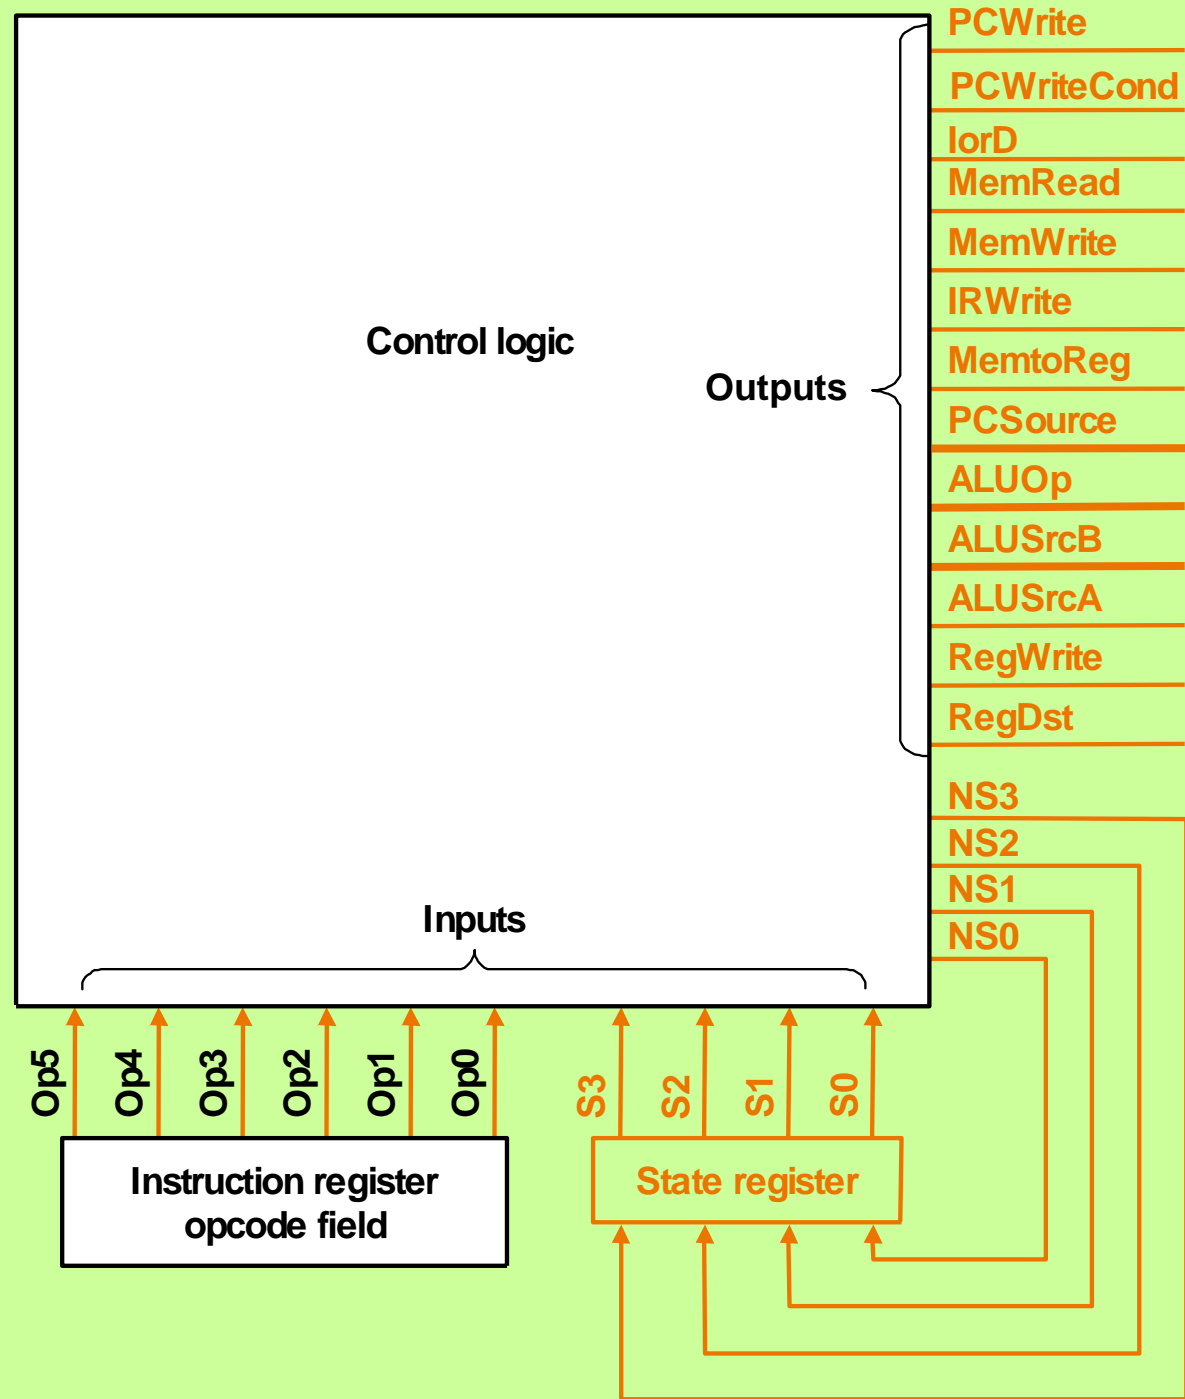 PCWrite
PCWriteCond
IorD
MemRead
MemWrite
IRWrite
Control logic
MemtoReg
Outputs
PCSource
ALUOp
ALUSrcB
ALUSrcA
RegWrite
RegDst
NS3
NS2
NS1
NS0
Inputs
Op5
Op4
Op3
Op2
Op1
Op0
S3
S2
S1
S0
Instruction register
opcode field
State register